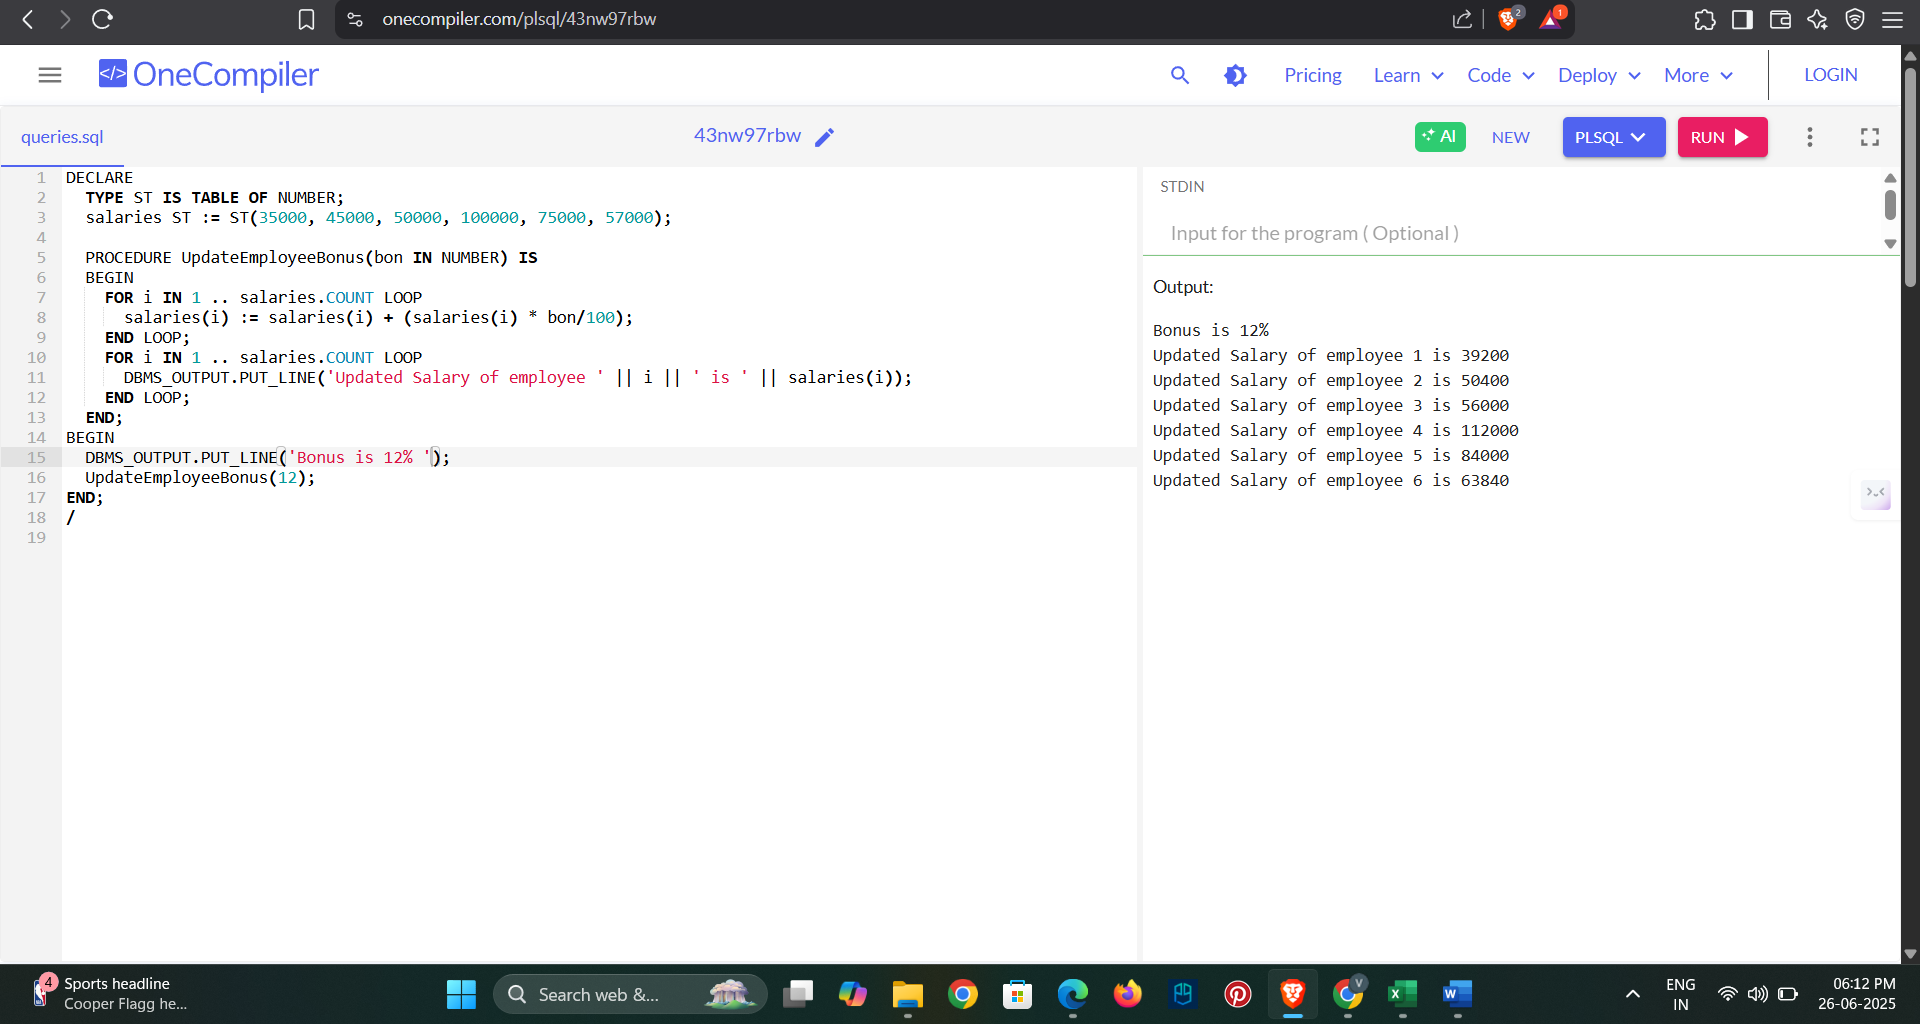 onecompiler.com/plsql/43nw97rbw
2
1
</> OneCompiler
Pricing Learn Code Deploy More LOGIN
queries.sql
43nw97rbw
AI NEW PLSQL RUN
1 DECLARE
2 TYPE ST IS TABLE OF NUMBER;
3 salaries ST := ST(35000, 45000, 50000, 100000, 75000, 57000);
4
5 PROCEDURE UpdateEmployeeBonus(bon IN NUMBER) IS
6 BEGIN
7 FOR i IN 1 .. salaries.COUNT LOOP
8 salaries(i) := salaries(i) + (salaries(i) * bon/100);
9 END LOOP;
10 FOR i IN 1 .. salaries.COUNT LOOP
11 DBMS_OUTPUT.PUT_LINE('Updated Salary of employee ' || i || ' is ' || salaries(i));
12 END LOOP;
13 END;
14 BEGIN
15 DBMS_OUTPUT.PUT_LINE('Bonus is 12% ');
16 UpdateEmployeeBonus(12);
17 END;
18 /
19
STDIN
Input for the program ( Optional )
Output:
Bonus is 12%
Updated Salary of employee 1 is 39200
Updated Salary of employee 2 is 50400
Updated Salary of employee 3 is 56000
Updated Salary of employee 4 is 112000
Updated Salary of employee 5 is 84000
Updated Salary of employee 6 is 63840
4
Sports headline
Cooper Flagg he...
Search web &...
V
ENG
IN
06:12 PM
26-06-2025